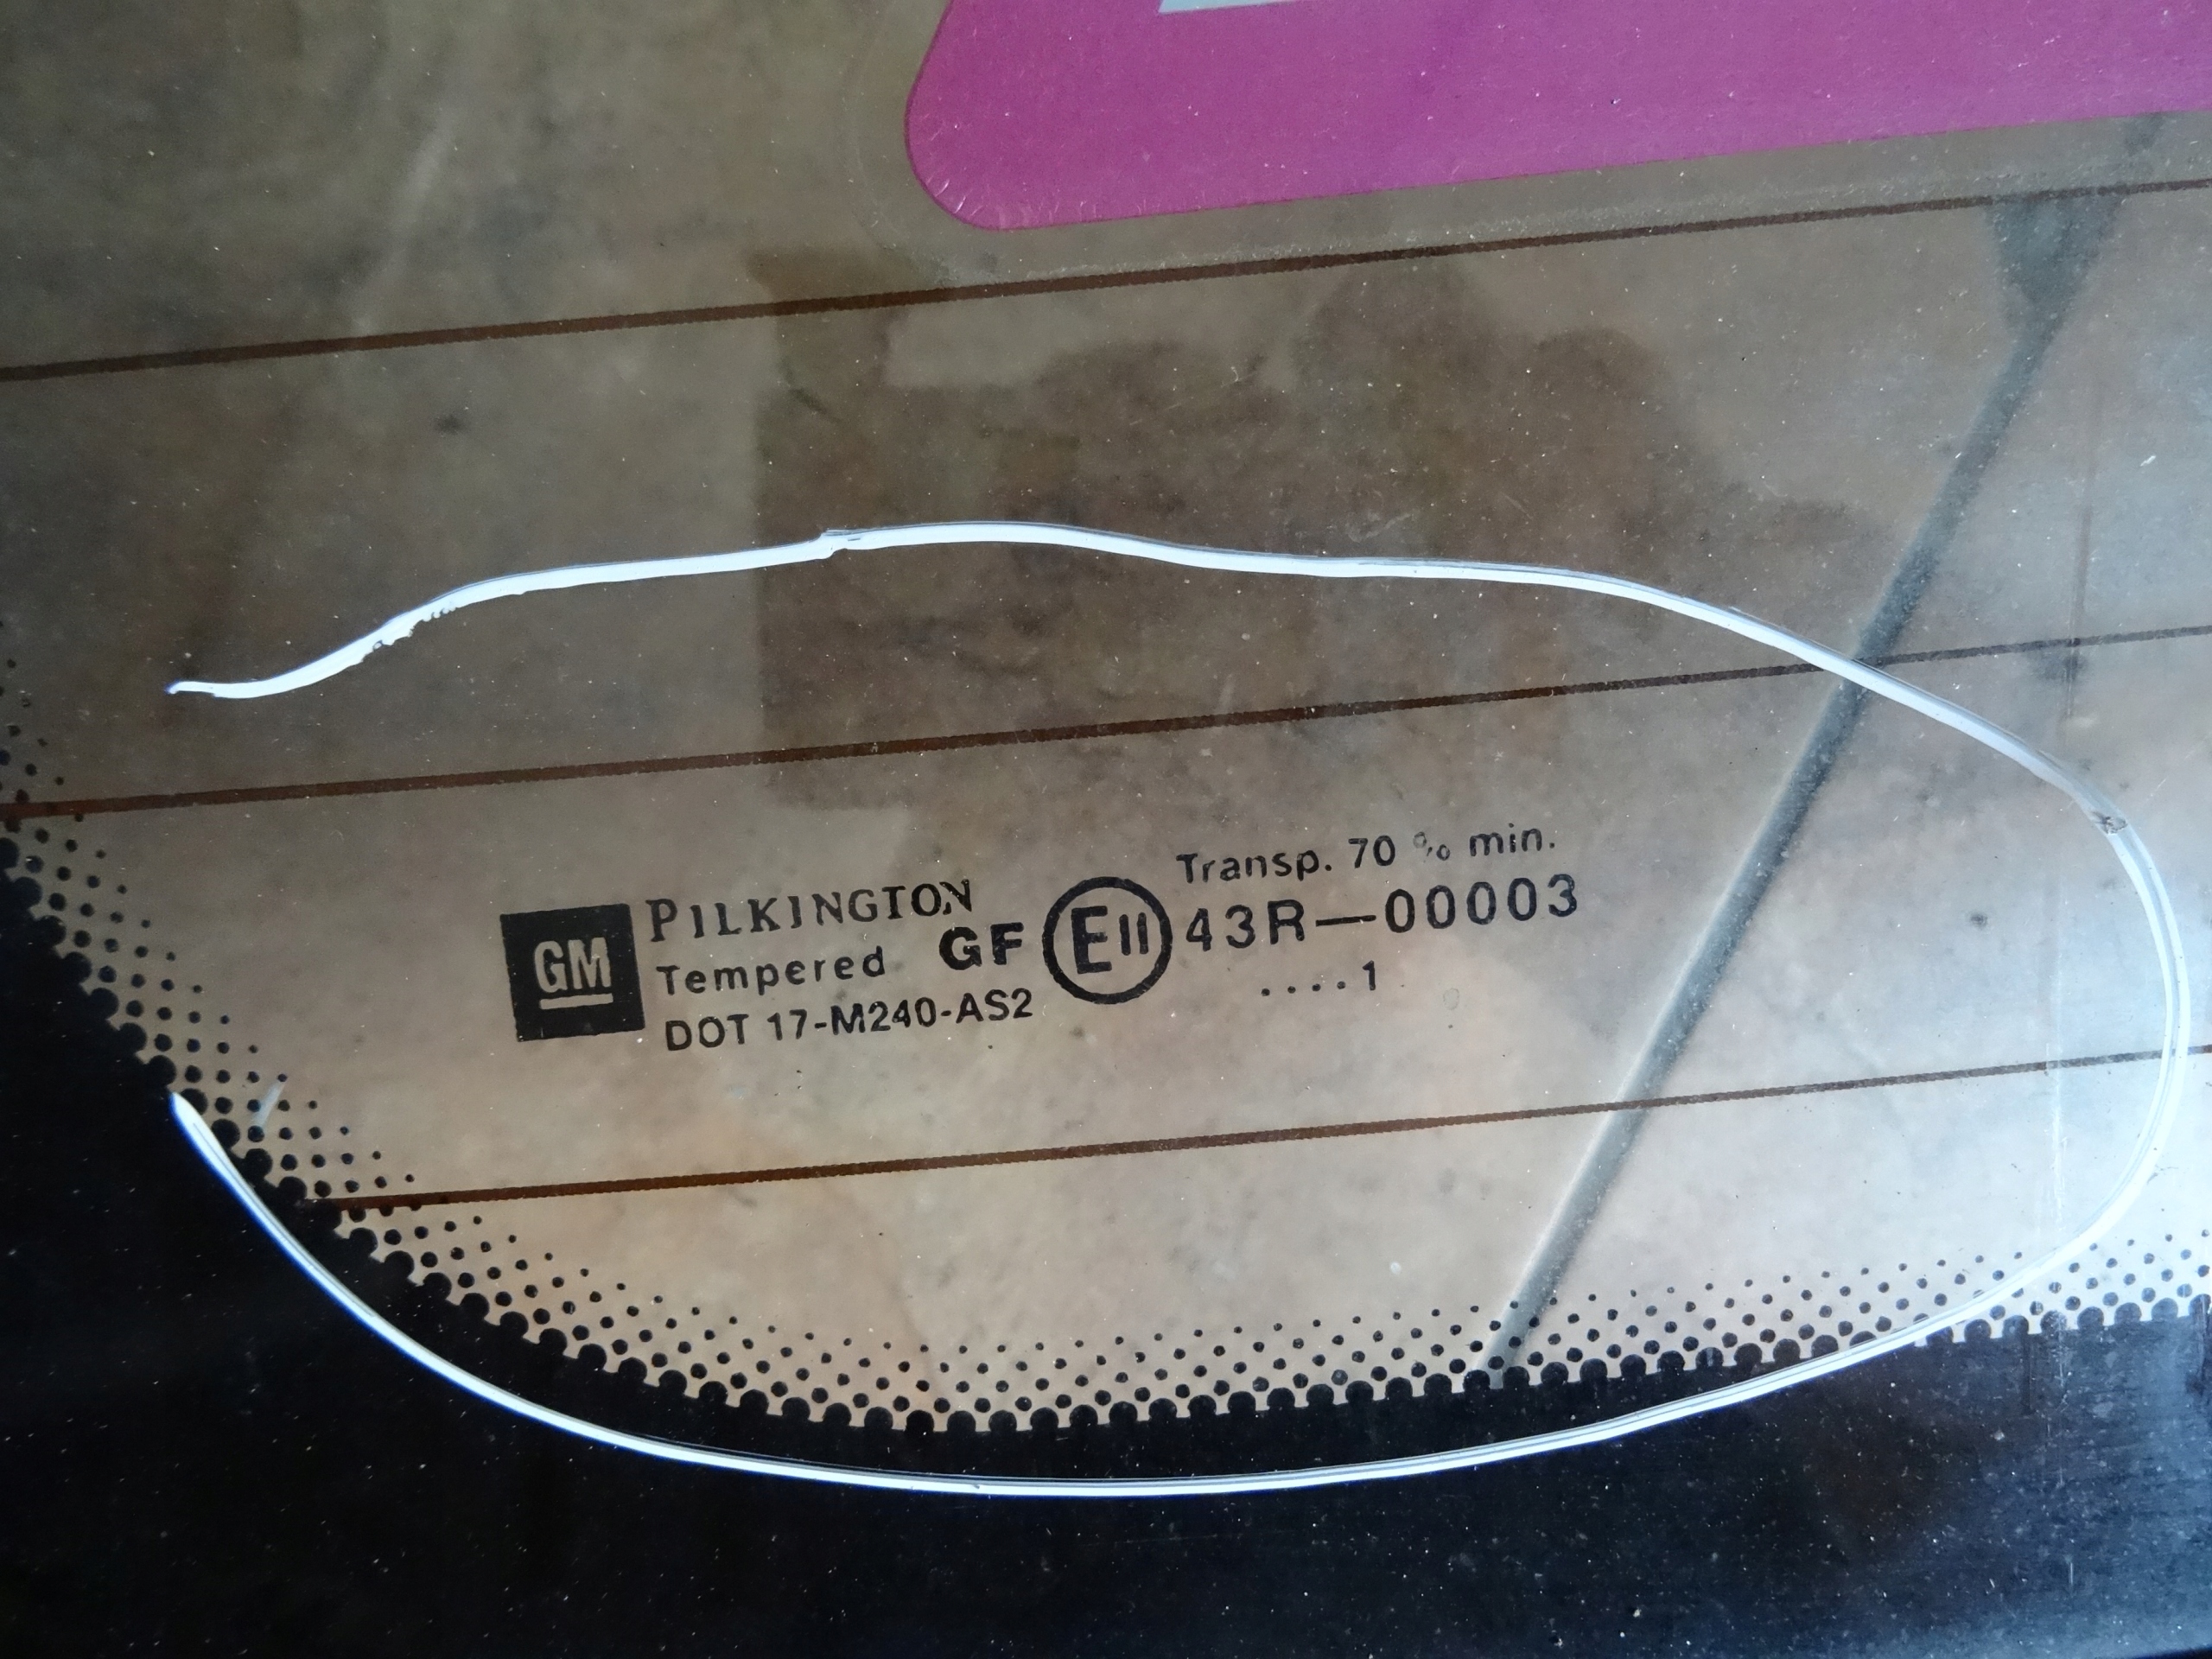 Transp. 70 % min.
GM
PILKINGTON
Tempered GF E11 43R—00003
DOT 17-M240-AS2
....1